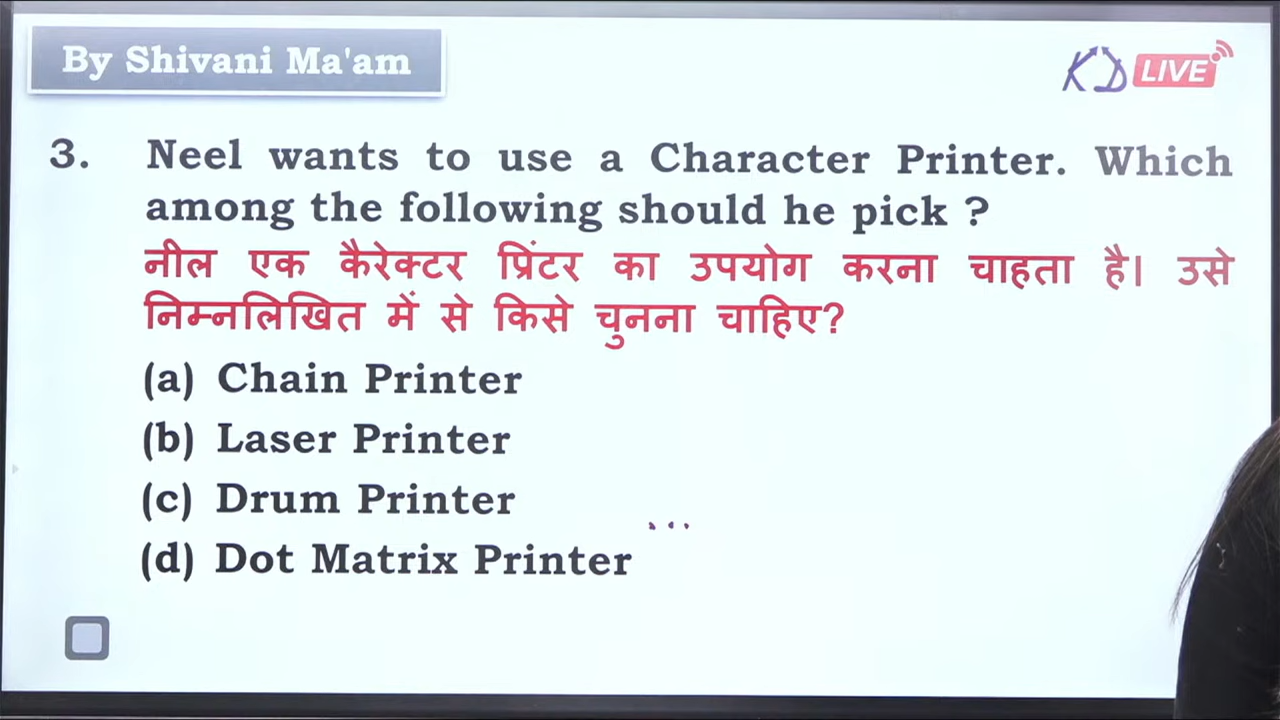 By Shivani Ma'am
KD LIVE
3. Neel wants to use a Character Printer. Which
among the following should he pick ?
नील एक कैरेक्टर प्रिंटर का उपयोग करना चाहता है। उसे
निम्नलिखित में से किसे चुनना चाहिए?
(a) Chain Printer
(b) Laser Printer
(c) Drum Printer
(d) Dot Matrix Printer